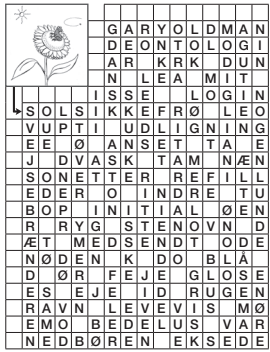 GARYOLDMAN
DEONTOLOGI
AR KRK DUN
N LEA MIT
ISSE LOGIN
SOLSIKKEFRØ LEO
VUPTI UDLIGNING
EE Ø ANSET TA E
J DVASK TAM NÆN
SONETTER REFILL
EDER O INDRE TU
BOP INITIAL ØEN
R RYG STENOVN D
ÆT MEDSENDT ODE
NØDEN K DO BLÅ
D ØR FEJE GLOSE
ES EJE ID RUGEN
RAVN LEVEVIS MØ
EMO BEDELUS VAR
NEDBØREN EKSEDE